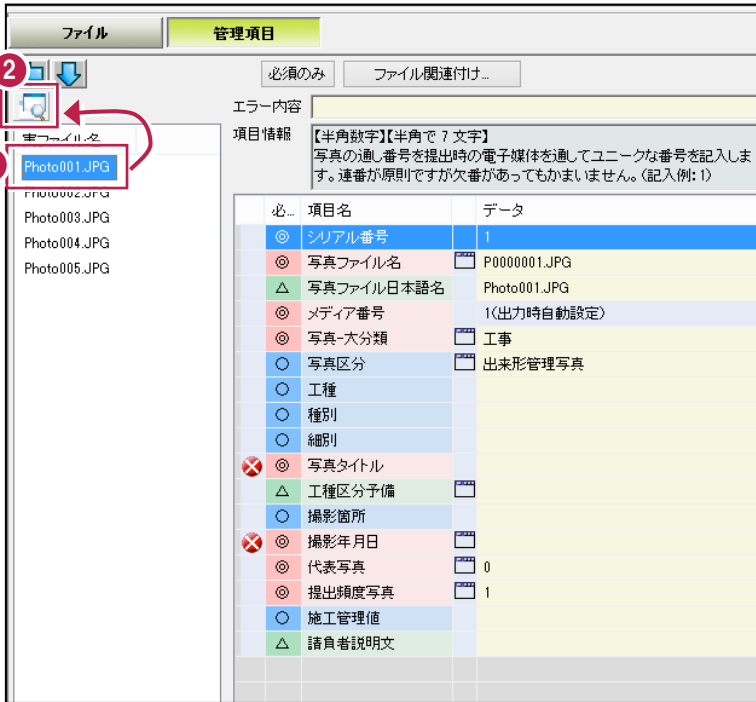 ファイル 管理項目
2
必須のみ ファイル関連付け...
エラー内容
項目情報 【半角数字】【半角で7文字】
写真の通し番号を提出時の電子媒体を通してユニークな番号を記入しま
す。連番が原則ですが欠番があってもかまいません。(記入例:1)
実ファイル名
Photo001.JPG
Photo002.JPG
Photo003.JPG
Photo004.JPG
Photo005.JPG
必... 項目名 データ
◎ シリアル番号 1
◎ 写真ファイル名 P0000001.JPG
△ 写真ファイル日本語名 Photo001.JPG
◎ メディア番号 1(出力時自動設定)
◎ 写真-大分類 工事
○ 写真区分 出来形管理写真
○ 工種
○ 種別
○ 細別
◎ 写真タイトル
△ 工種区分予備
○ 撮影箇所
◎ 撮影年月日
◎ 代表写真 0
◎ 提出頻度写真 1
○ 施工管理値
△ 請負者説明文